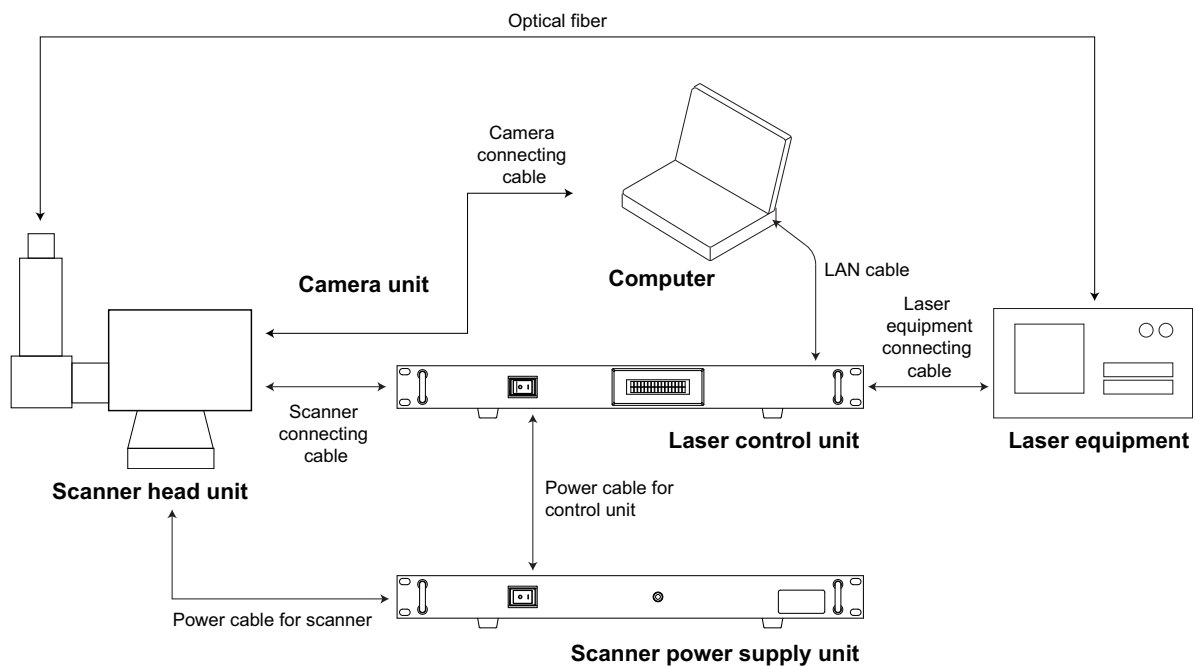 Optical fiber
Camera
connecting
cable
Camera unit
Computer
LAN cable
Laser
equipment
connecting
cable
Scanner
connecting
cable
Laser control unit
Laser equipment
Scanner head unit
Power cable for
control unit
Power cable for scanner
Scanner power supply unit